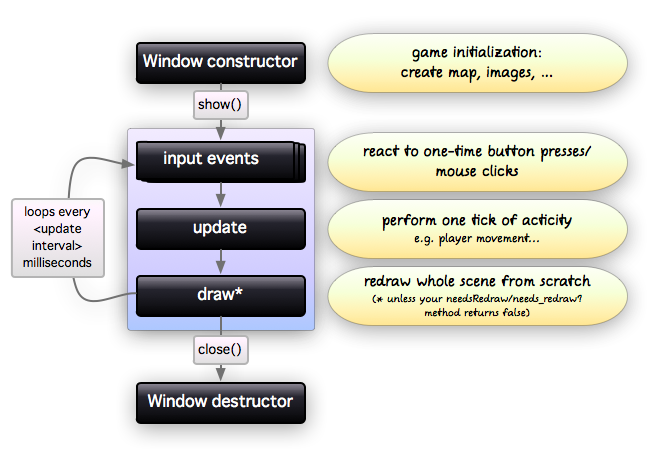 Window constructor
game initialization:
create map, images, ...
show()
input events
react to one-time button presses/
mouse clicks
loops every
<update
interval>
milliseconds
update
perform one tick of acticity
e.g. player movement...
draw*
redraw whole scene from scratch
(* unless your needsRedraw/needs_redraw?
method returns false)
close()
Window destructor